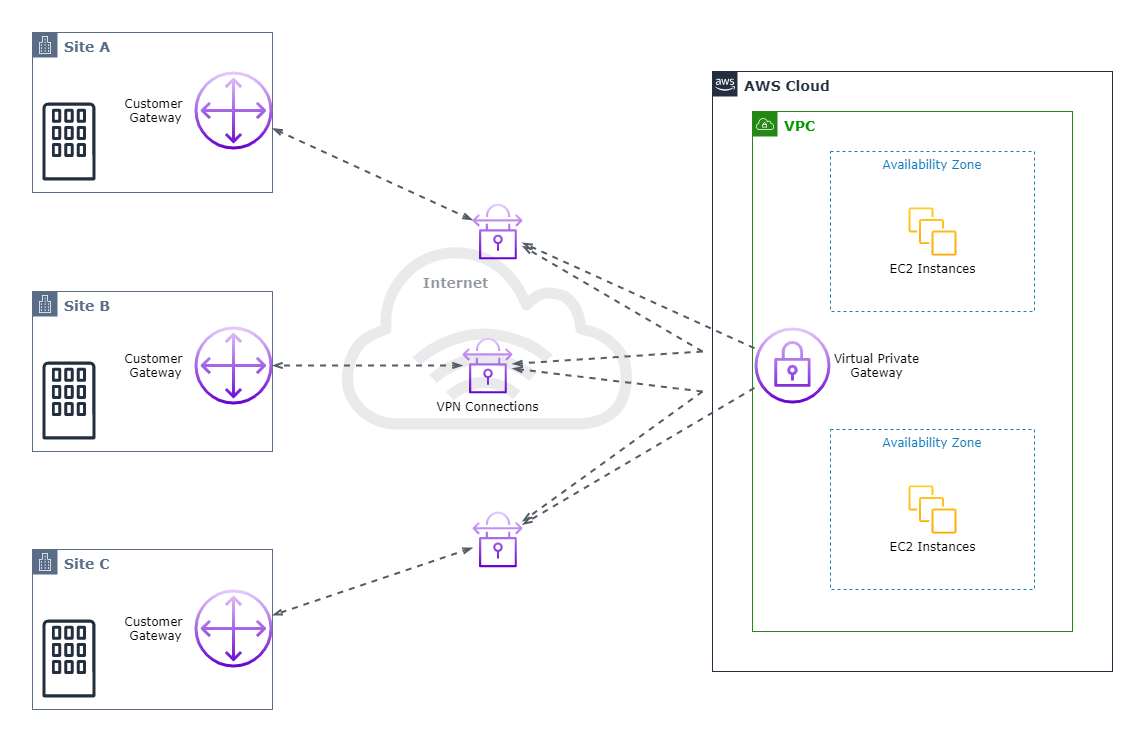 Site A
Customer
Gateway
aws
AWS Cloud
VPC
Availability Zone
EC2 Instances
Internet
Site B
Customer
Gateway
VPN Connections
Virtual Private
Gateway
Availability Zone
EC2 Instances
Site C
Customer
Gateway